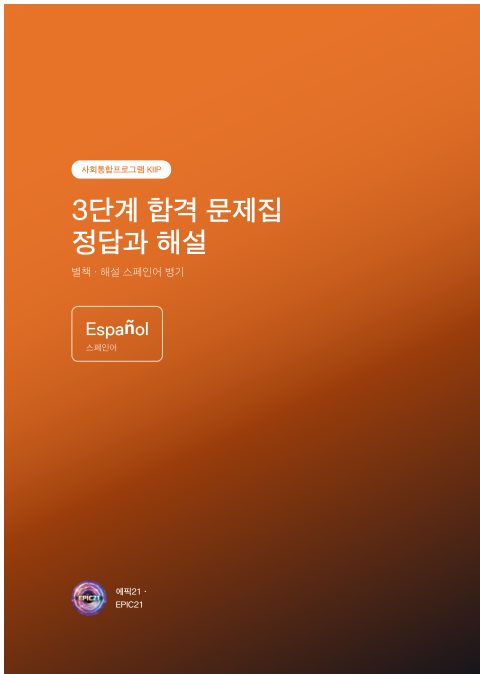 사회통합프로그램 KIIP
3단계 합격 문제집
정답과 해설
별책 · 해설 스페인어 병기
Español
스페인어
EPIC21
에픽21 ·
EPIC21